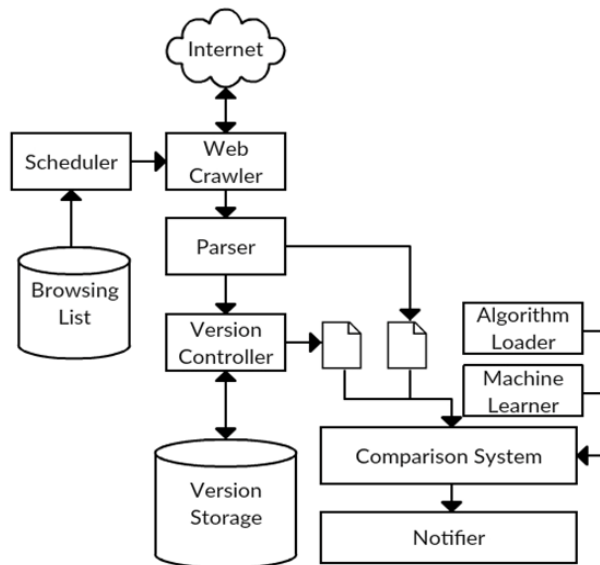 Internet
Scheduler
Web
Crawler
Parser
Browsing
List
Version
Controller
Algorithm
Loader
Machine
Learner
Comparison System
Version
Storage
Notifier